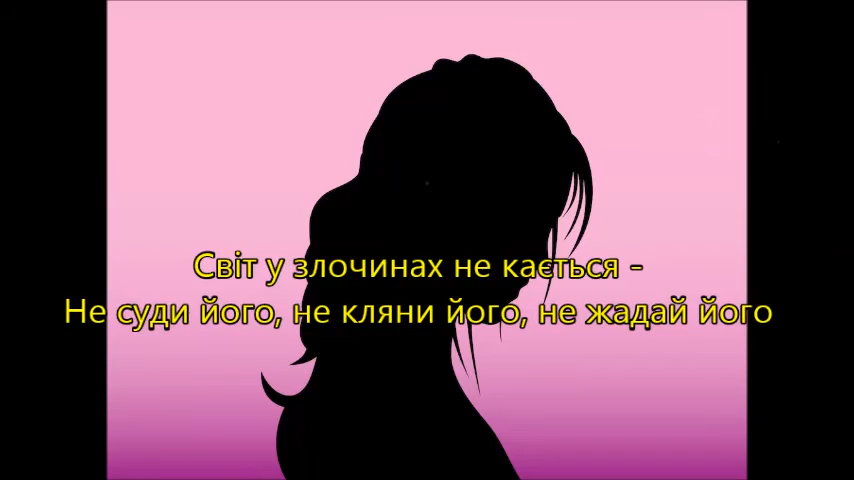 Світ у злочинах не кається -
Не суди його, не кляни його, не жадай його